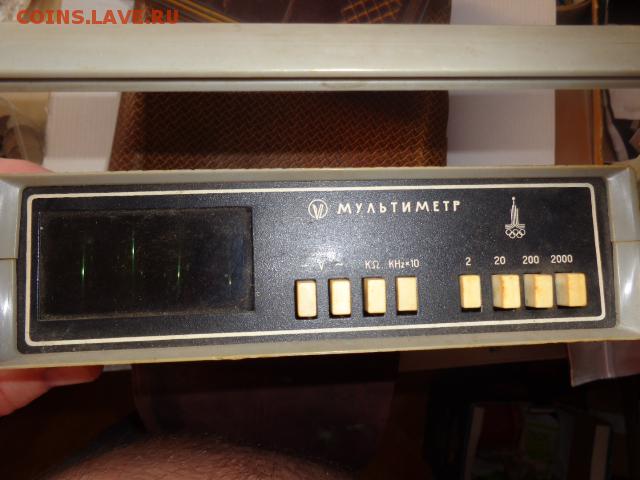 COINS.LAVE.RU
МУЛЬТИМЕТР
V KΩ KHz×10 2 20 200 2000